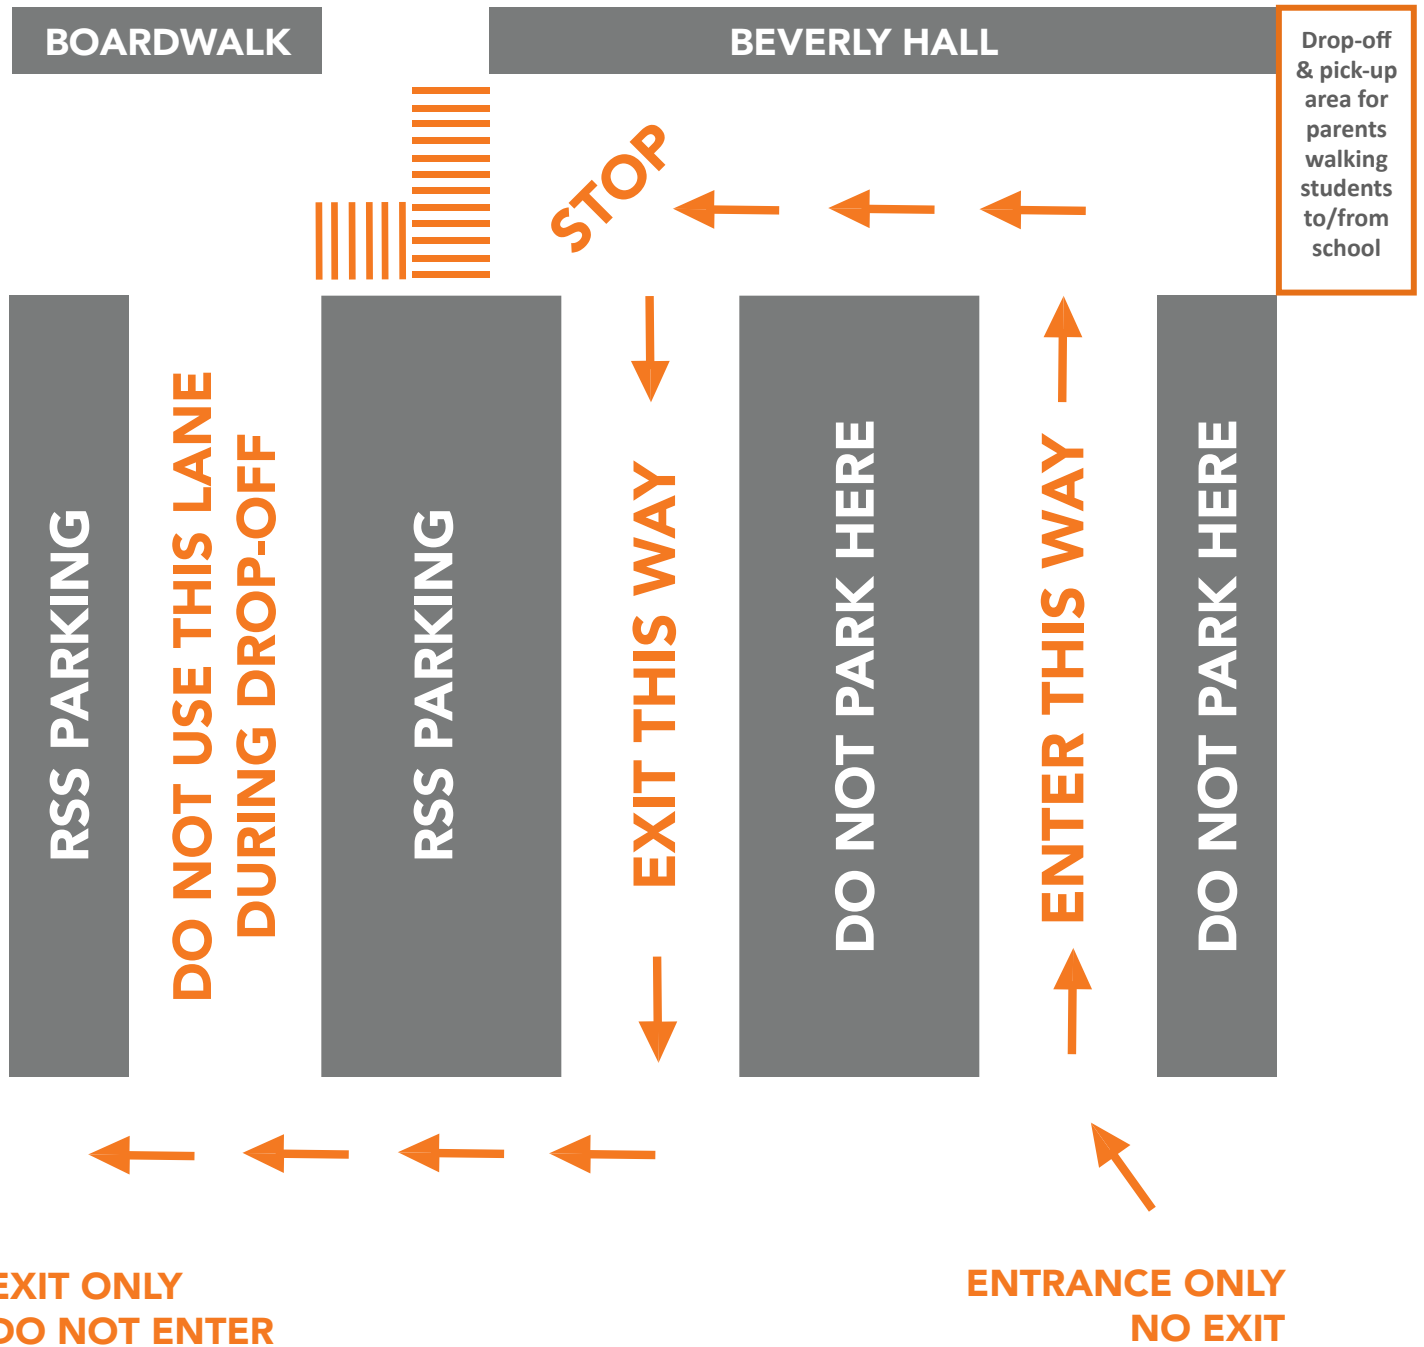 BOARDWALK
BEVERLY HALL
Drop-off
& pick-up
area for
parents
walking
students
to/from
school
STOP
RSS PARKING
DO NOT USE THIS LANE
DURING DROP-OFF
RSS PARKING
EXIT THIS WAY
DO NOT PARK HERE
ENTER THIS WAY
DO NOT PARK HERE
EXIT ONLY
DO NOT ENTER
ENTRANCE ONLY
NO EXIT